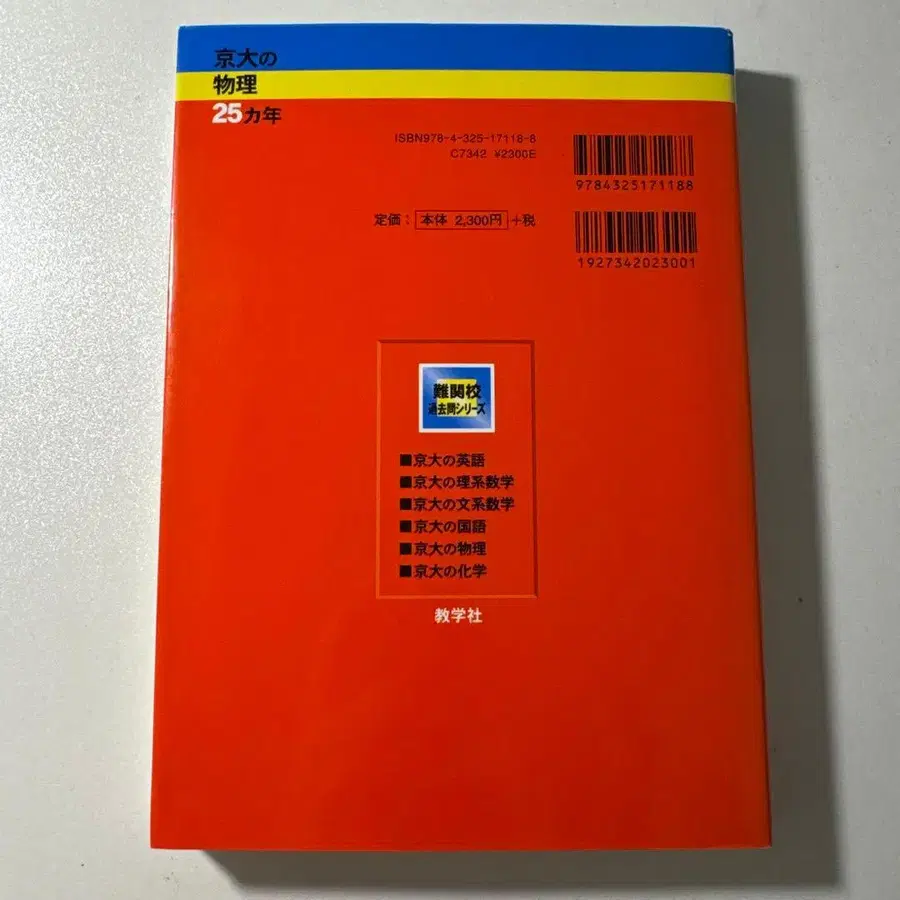 京大の
物理
25カ年
ISBN978-4-325-17118-8
C7342 ¥2300E
9784325171188
定価：本体 2,300円＋税
1927342023001
難関校
過去問シリーズ
■京大の英語
■京大の理系数学
■京大の文系数学
■京大の国語
■京大の物理
■京大の化学
教学社